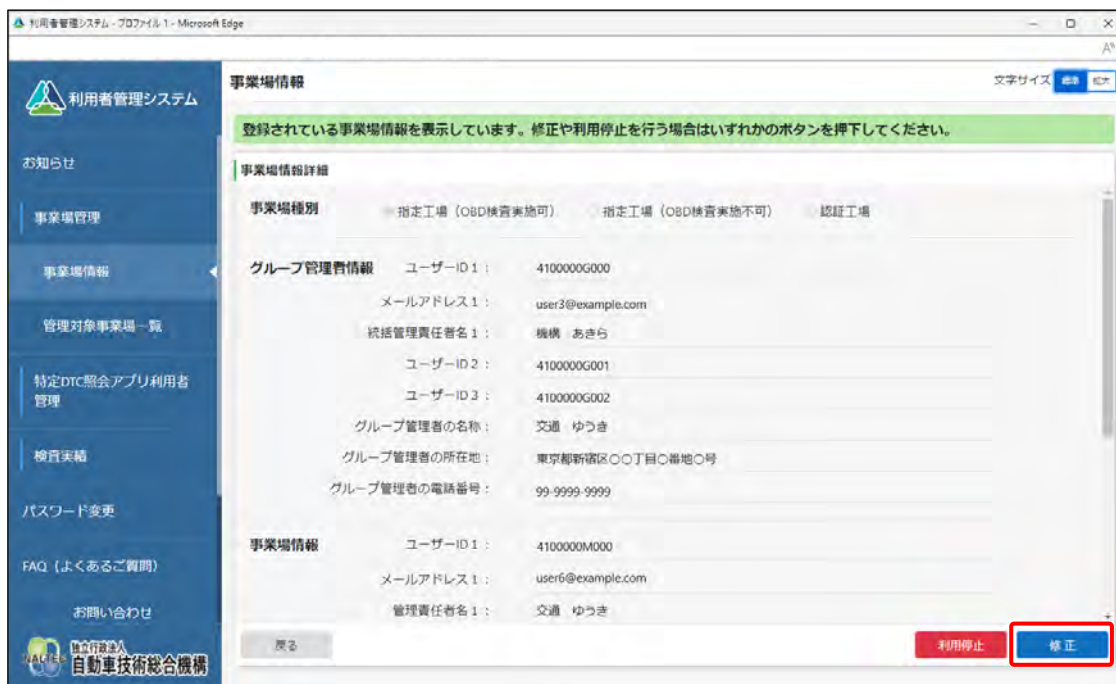 利用者管理システム - プロファイル 1 - Microsoft Edge
利用者管理システム
事業場情報
文字サイズ 標準 拡大
登録されている事業場情報を表示しています。修正や利用停止を行う場合はいずれかのボタンを押下してください。
お知らせ
事業場管理
事業場情報
管理対象事業場一覧
特定DTC照会アプリ利用者
管理
検査実績
パスワード変更
FAQ（よくあるご質問）
お問い合わせ
独立行政法人
自動車技術総合機構
NALTEC
事業場情報詳細
事業場種別 指定工場（OBD検査実施可） 指定工場（OBD検査実施不可） 認証工場
グループ管理者情報 ユーザーID1： 4100000G000
メールアドレス1： user3@example.com
統括管理責任者名1： 機構 あきら
ユーザーID2： 4100000G001
ユーザーID3： 4100000G002
グループ管理者の名称： 交通 ゆうき
グループ管理者の所在地： 東京都新宿区〇〇丁目〇番地〇号
グループ管理者の電話番号： 99-9999-9999
事業場情報 ユーザーID1： 4100000M000
メールアドレス1： user6@example.com
管理責任者名1： 交通 ゆうき
戻る 利用停止 修正